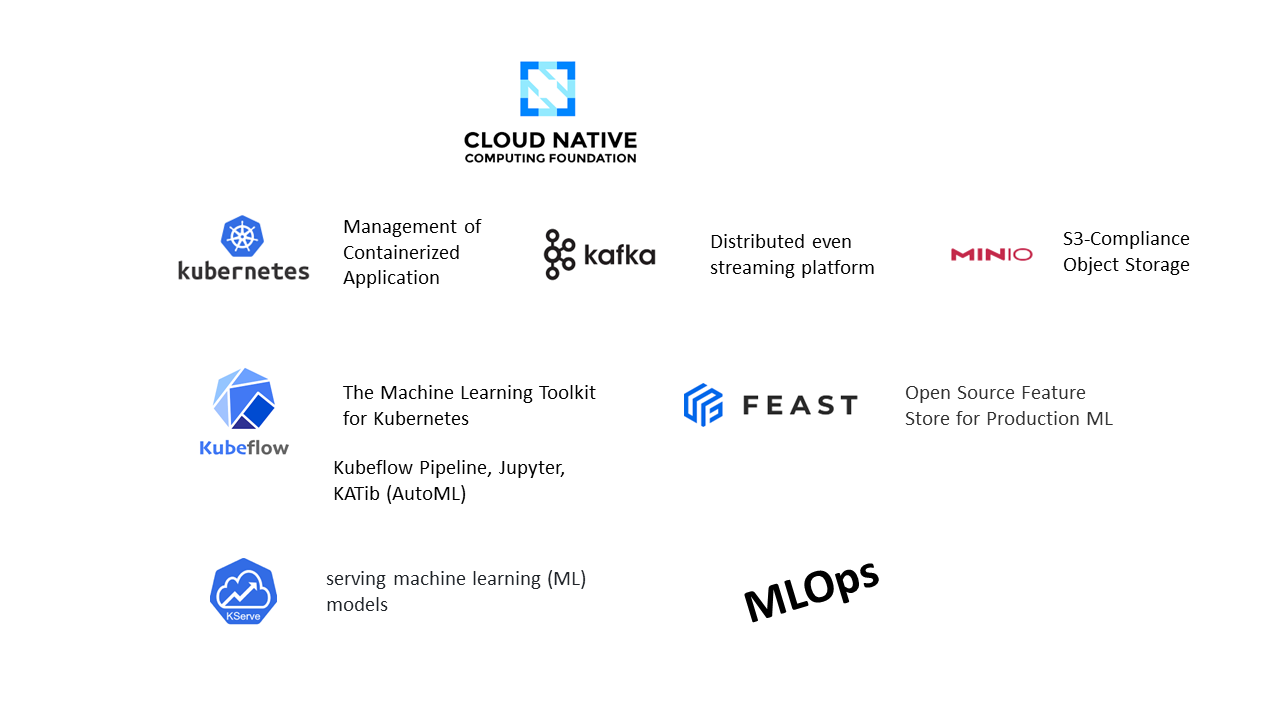 CLOUD NATIVE
COMPUTING FOUNDATION
kubernetes
Management of
Containerized
Application
kafka
Distributed even
streaming platform
MINIO
S3-Compliance
Object Storage
Kubeflow
The Machine Learning Toolkit
for Kubernetes
Kubeflow Pipeline, Jupyter,
KATib (AutoML)
FEAST
Open Source Feature
Store for Production ML
KServe
serving machine learning (ML)
models
MLOps